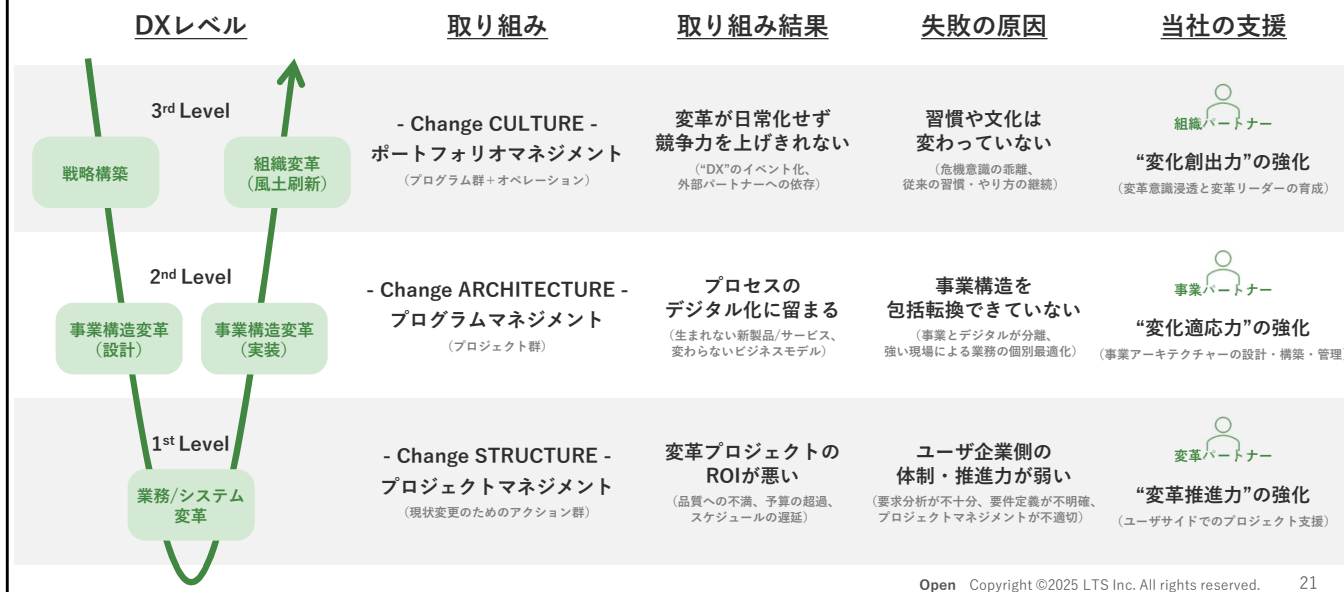 DXレベル
取り組み
取り組み結果
失敗の原因
当社の支援
3rd Level
戦略構築
組織変革
（風土刷新）
- Change CULTURE -
ポートフォリオマネジメント
（プログラム群＋オペレーション）
変革が日常化せず
競争力を上げきれない
（“DX”のイベント化、
外部パートナーへの依存）
習慣や文化は
変わっていない
（危機意識の乖離、
従来の習慣・やり方の継続）
組織パートナー
“変化創出力”の強化
（変革意識浸透と変革リーダーの育成）
2nd Level
事業構造変革
（設計）
事業構造変革
（実装）
- Change ARCHITECTURE -
プログラムマネジメント
（プロジェクト群）
プロセスの
デジタル化に留まる
（生まれない新製品/サービス、
変わらないビジネスモデル）
事業構造を
包括転換できていない
（事業とデジタルが分離、
強い現場による業務の個別最適化）
事業パートナー
“変化適応力”の強化
（事業アーキテクチャーの設計・構築・管理）
1st Level
業務/システム
変革
- Change STRUCTURE -
プロジェクトマネジメント
（現状変更のためのアクション群）
変革プロジェクトの
ROIが悪い
（品質への不満、予算の超過、
スケジュールの遅延）
ユーザ企業側の
体制・推進力が弱い
（要求分析が不十分、要件定義が不明確、
プロジェクトマネジメントが不適切）
変革パートナー
“変革推進力”の強化
（ユーザサイドでのプロジェクト支援）
Open Copyright ©2025 LTS Inc. All rights reserved. 21